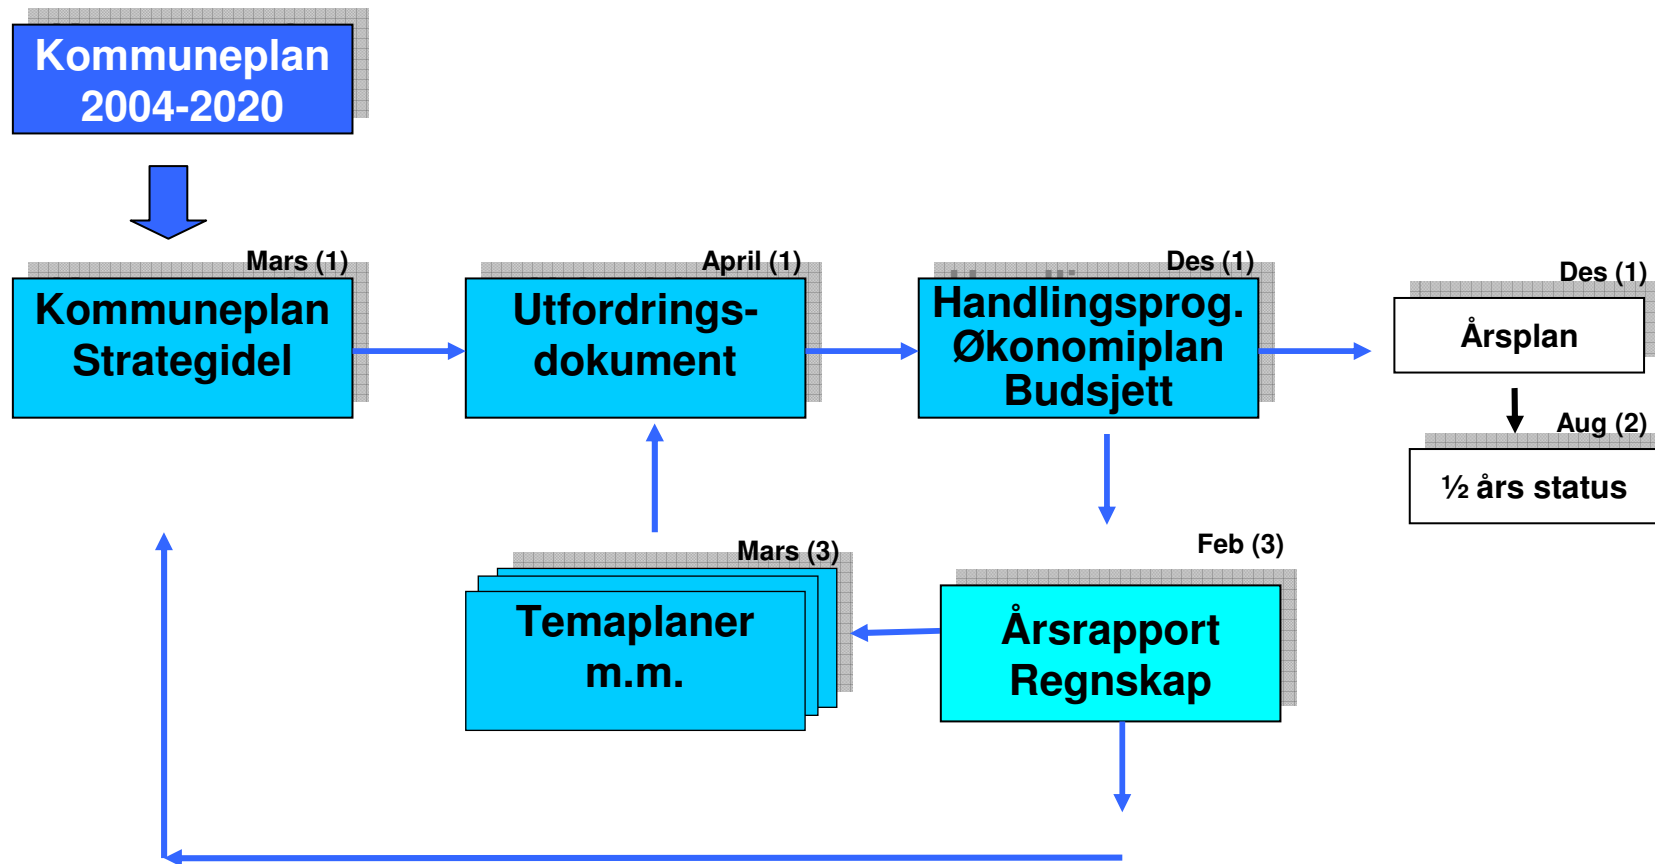 Kommuneplan
2004-2020
Mars (1)
Kommuneplan
Strategidel
April (1)
Utfordrings-
dokument
Des (1)
Handlingsprog.
Økonomiplan
Budsjett
Des (1)
Årsplan
Aug (2)
½ års status
Mars (3)
Temaplaner
m.m.
Feb (3)
Årsrapport
Regnskap